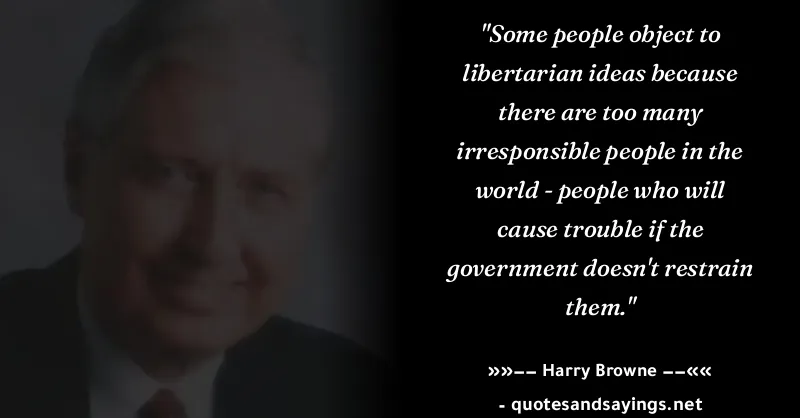 "Some people object to
libertarian ideas because
there are too many
irresponsible people in the
world - people who will
cause trouble if the
government doesn't restrain
them."
»»–– Harry Browne ––««
- quotesandsayings.net